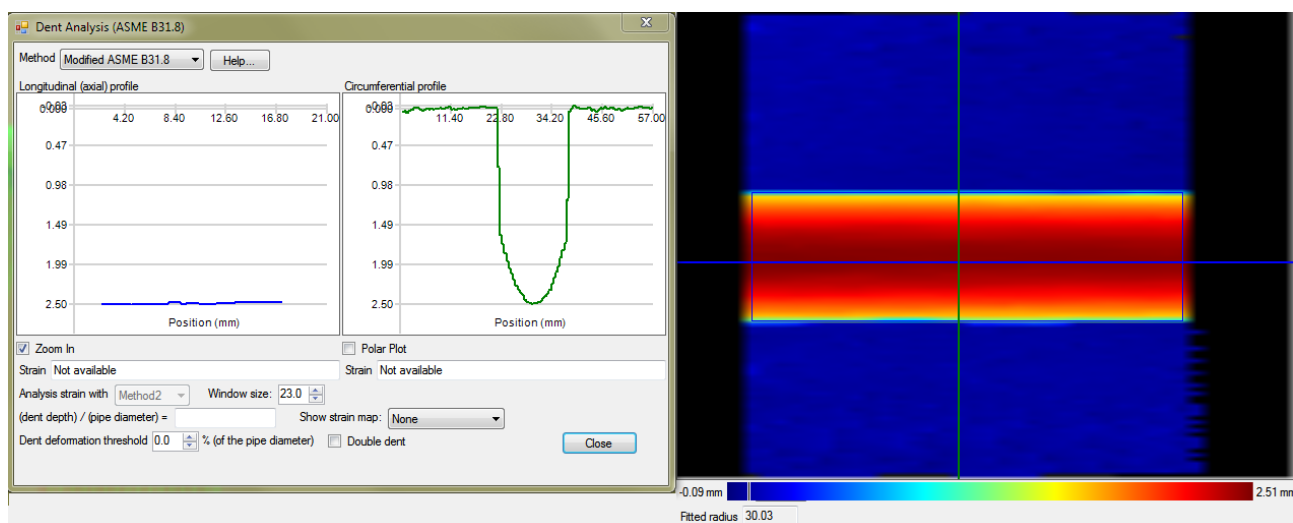 Dent Analysis (ASME B31.8)
Method Modified ASME B31.8 Help...
Longitudinal (axial) profile
4.20 8.40 12.60 16.80 21.00
0.47
0.98
1.49
1.99
2.50
Position (mm)
Circumferential profile
11.40 22.80 34.20 45.60 57.00
0.47
0.98
1.49
1.99
2.50
Position (mm)
Zoom In
Polar Plot
Strain Not available
Strain Not available
Analysis strain with Method2 Window size: 23.0
(dent depth) / (pipe diameter) = Show strain map: None
Dent deformation threshold 0.0 % (of the pipe diameter) Double dent Close
-0.09 mm 2.51 mm
Fitted radius 30.03